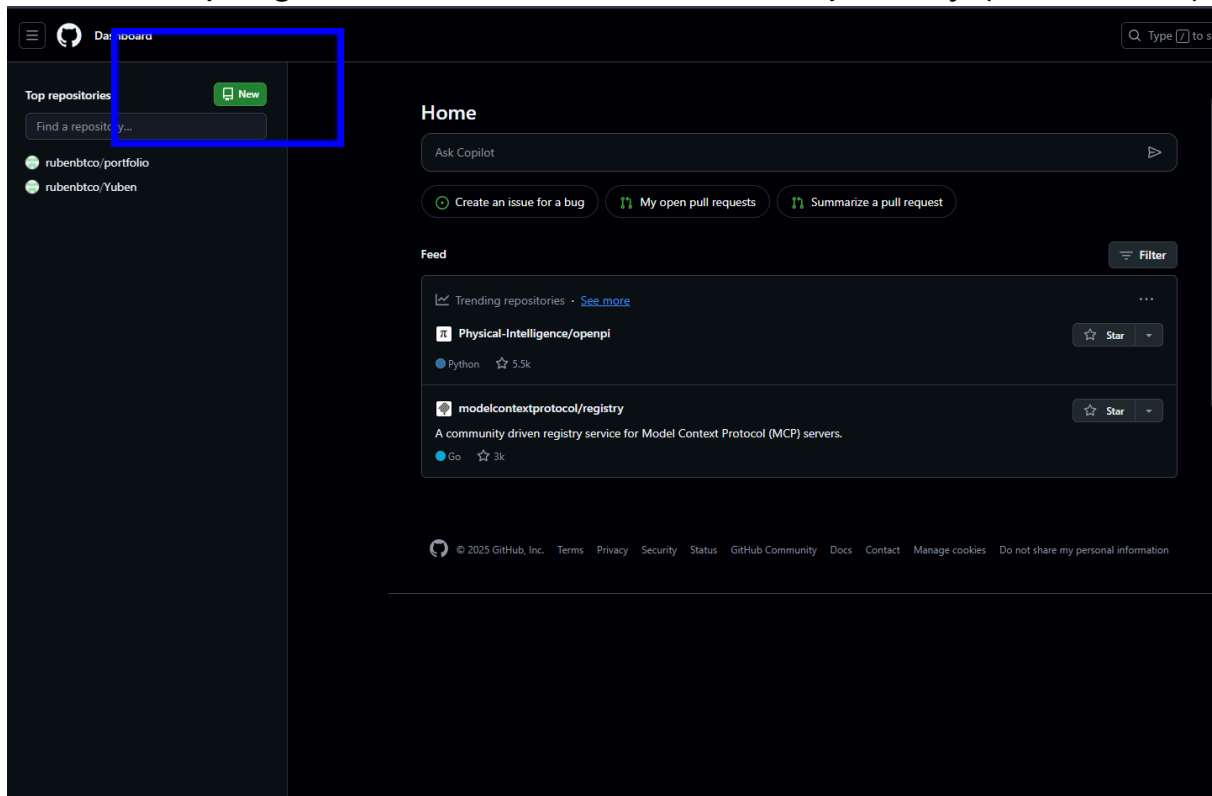 Dashboard
Type / to s
Top repositories
New
Find a repository...
rubenbtco/portfolio
rubenbtco/Yuben
Home
Ask Copilot
Create an issue for a bug
My open pull requests
Summarize a pull request
Feed
Filter
Trending repositories · See more
Physical-Intelligence/openpi
Star
Python
5.5k
modelcontextprotocol/registry
Star
A community driven registry service for Model Context Protocol (MCP) servers.
Go
3k
© 2025 GitHub, Inc. Terms Privacy Security Status GitHub Community Docs Contact Manage cookies Do not share my personal information